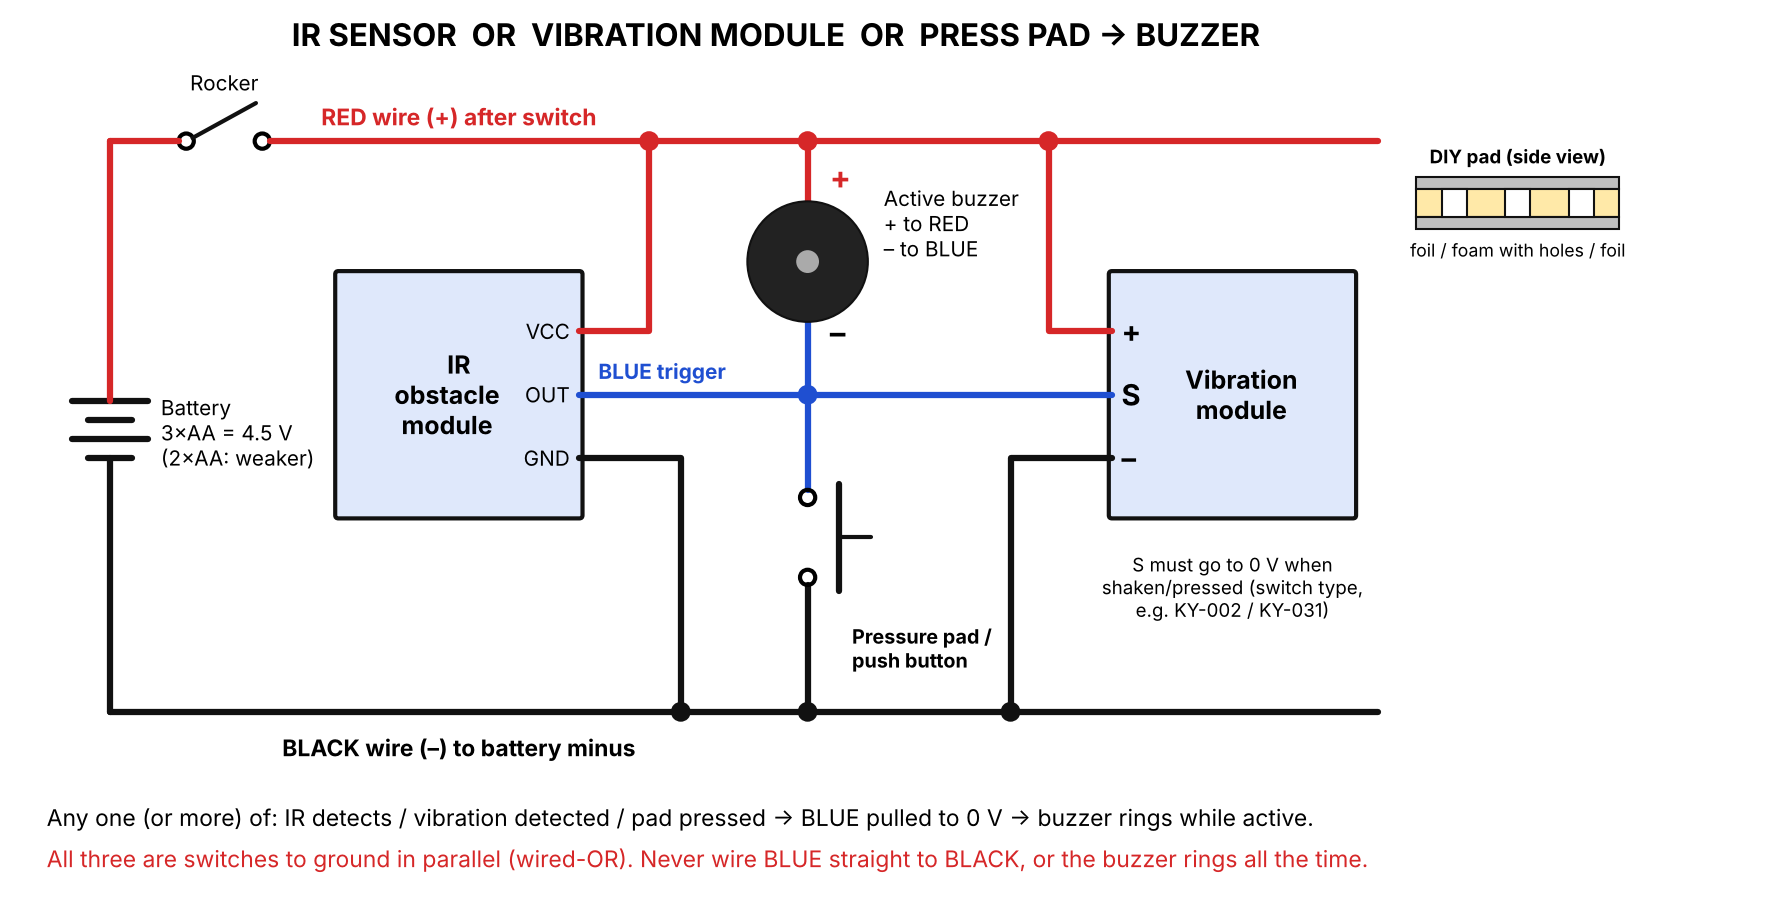 IR SENSOR OR VIBRATION MODULE OR PRESS PAD → BUZZER
Rocker
RED wire (+) after switch
DIY pad (side view)
foil / foam with holes / foil
+
Active buzzer
+ to RED
– to BLUE
–
VCC
IR
obstacle
module
OUT
GND
BLUE trigger
+
S
–
Vibration
module
Battery
3×AA = 4.5 V
(2×AA: weaker)
S must go to 0 V when
shaken/pressed (switch type,
e.g. KY-002 / KY-031)
Pressure pad /
push button
BLACK wire (–) to battery minus
Any one (or more) of: IR detects / vibration detected / pad pressed → BLUE pulled to 0 V → buzzer rings while active.
All three are switches to ground in parallel (wired-OR). Never wire BLUE straight to BLACK, or the buzzer rings all the time.